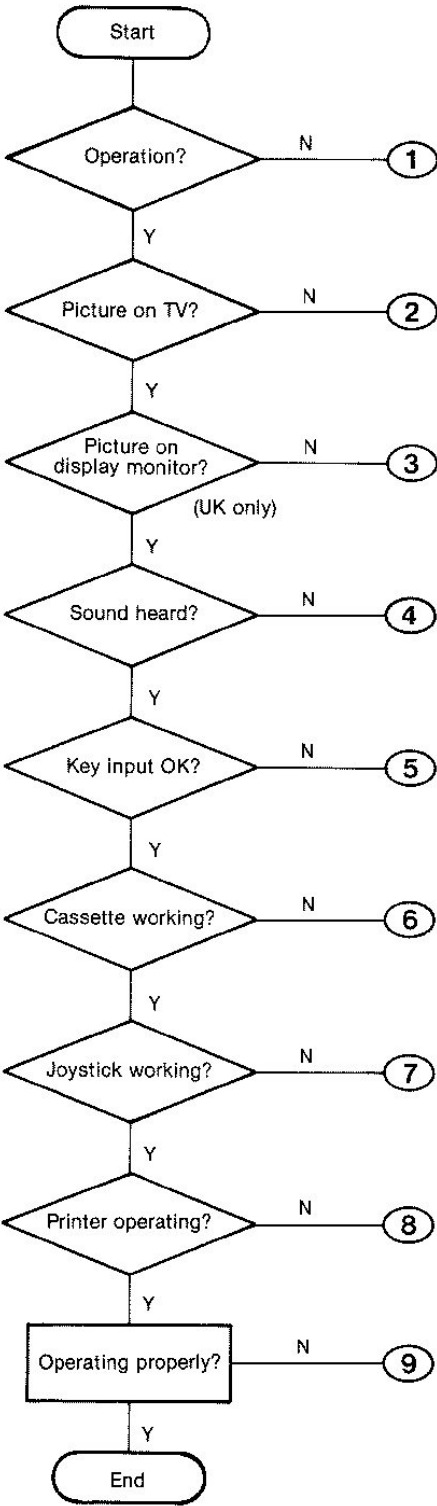 Start
Operation?
N
1
Y
Picture on TV?
N
2
Y
Picture on
display monitor?
N
3
(UK only)
Y
Sound heard?
N
4
Y
Key input OK?
N
5
Y
Cassette working?
N
6
Y
Joystick working?
N
7
Y
Printer operating?
N
8
Y
Operating properly?
N
9
Y
End